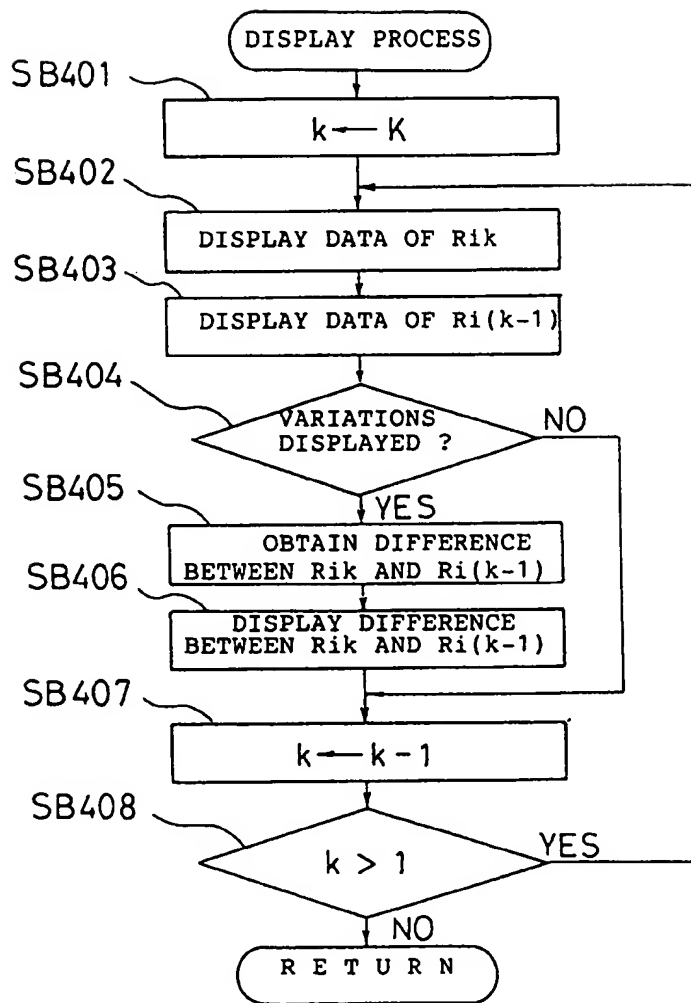 DISPLAY PROCESS
SB401
k ← K
SB402
DISPLAY DATA OF Rik
SB403
DISPLAY DATA OF Ri(k-1)
SB404
VARIATIONS
DISPLAYED ?
NO
YES
SB405
OBTAIN DIFFERENCE
BETWEEN Rik AND Ri(k-1)
SB406
DISPLAY DIFFERENCE
BETWEEN Rik AND Ri(k-1)
SB407
k ← k - 1
SB408
k > 1
YES
NO
R E T U R N